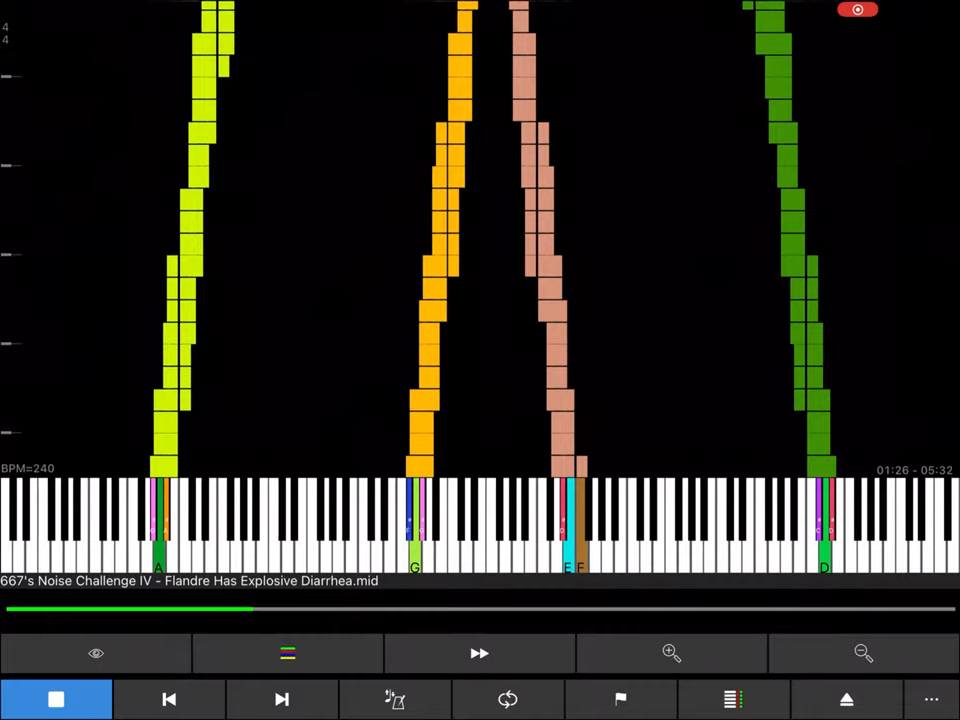 4
4
BPM=240
01:26 - 05:32
A
G
E F
D
667's Noise Challenge IV - Flandre Has Explosive Diarrhea.mid